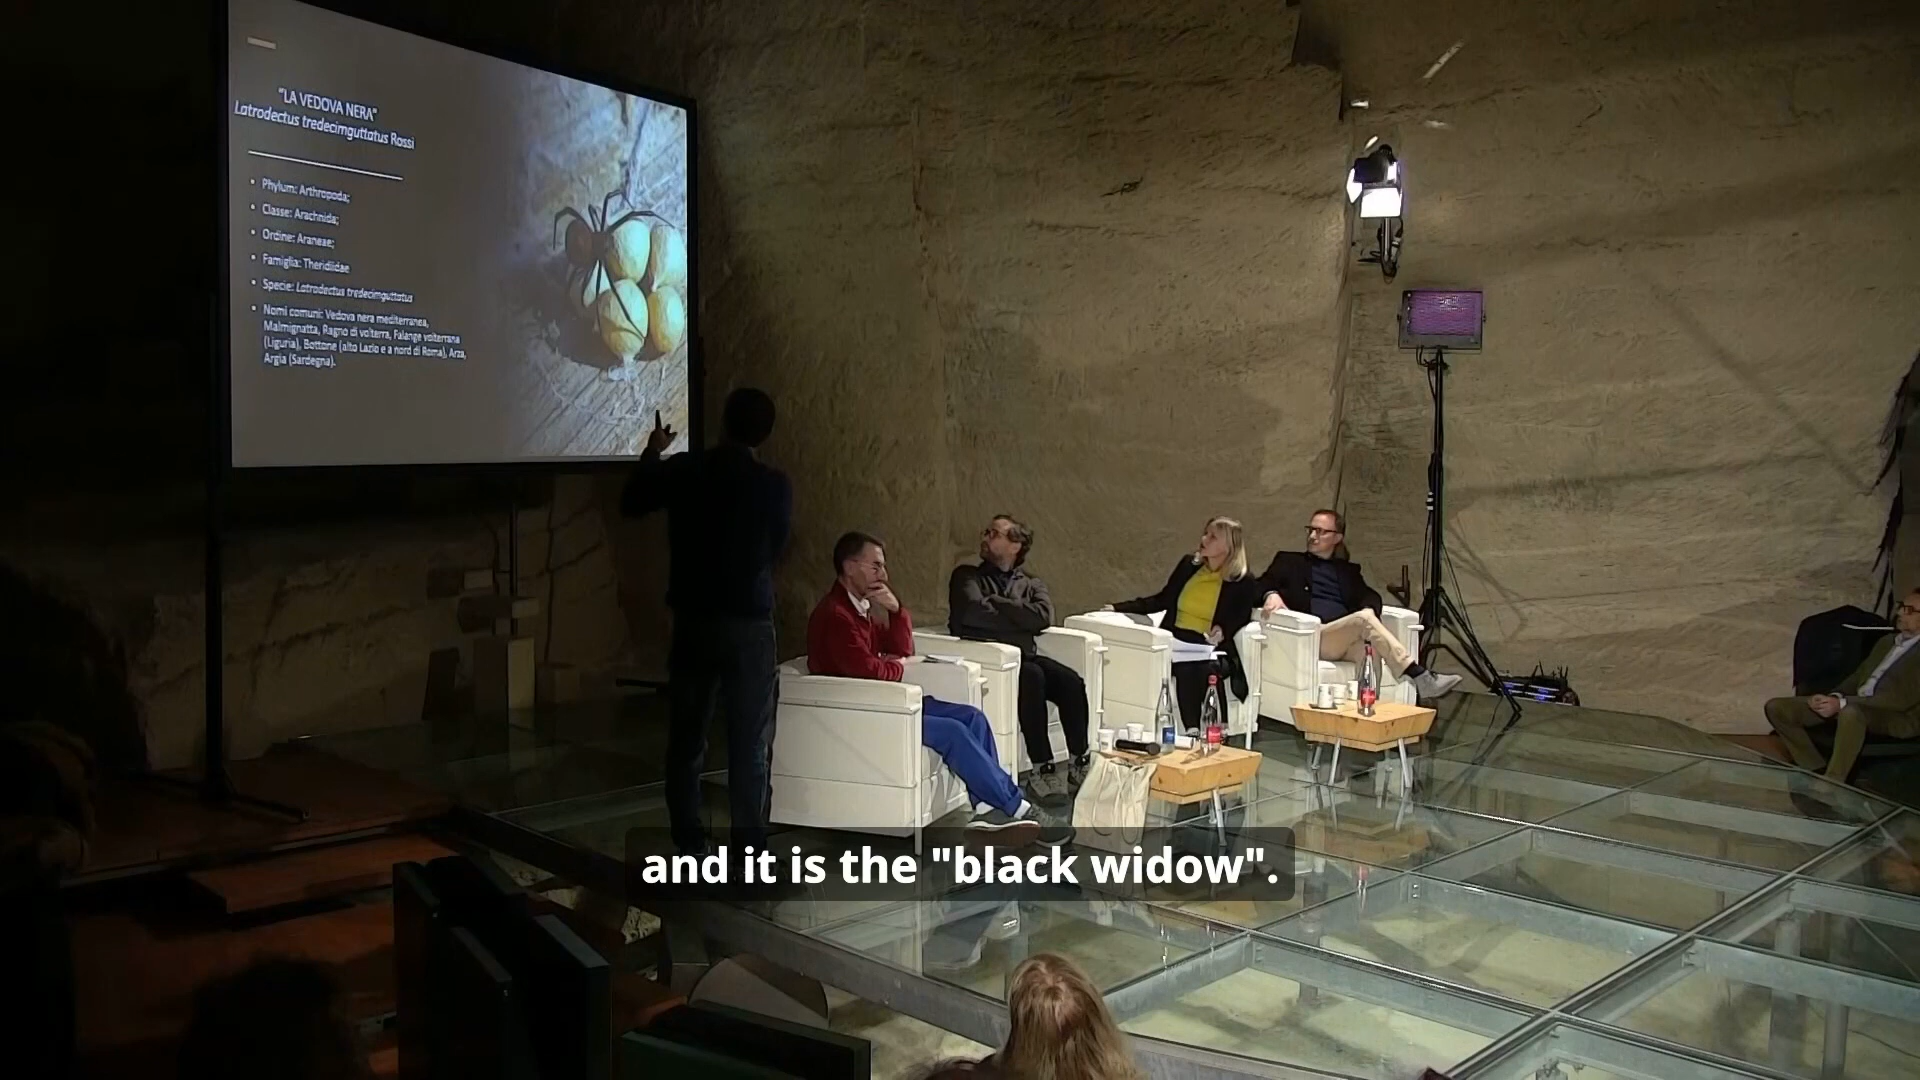 "LA VEDOVA NERA"
Latrodectus tredecimguttatus Rossi
• Phylum: Arthropoda;
• Classe: Arachnida;
• Ordine: Araneae;
• Famiglia: Theridiidae
• Specie: Latrodectus tredecimguttatus
• Nomi comuni: Vedova nera mediterranea,
Malmignatta, Ragno di volterra, Falange volterrana
(Liguria), Bottone (alto Lazio e a nord di Roma), Arza,
Argia (Sardegna).
and it is the "black widow".